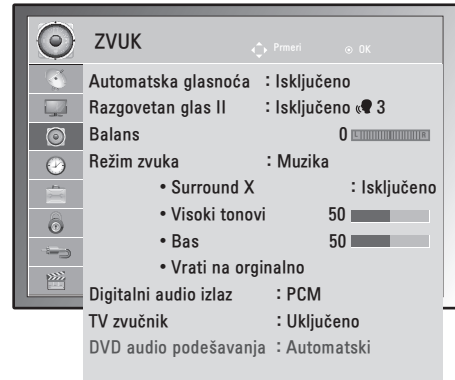 ZVUK
Prmeri OK
Automatska glasnoća : Isključeno
Razgovetan glas II : Isključeno 3
Balans 0 L R
Režim zvuka : Muzika
• Surround X : Isključeno
• Visoki tonovi 50
• Bas 50
• Vrati na orginalno
Digitalni audio izlaz : PCM
TV zvučnik : Uključeno
DVD audio podešavanja : Automatski